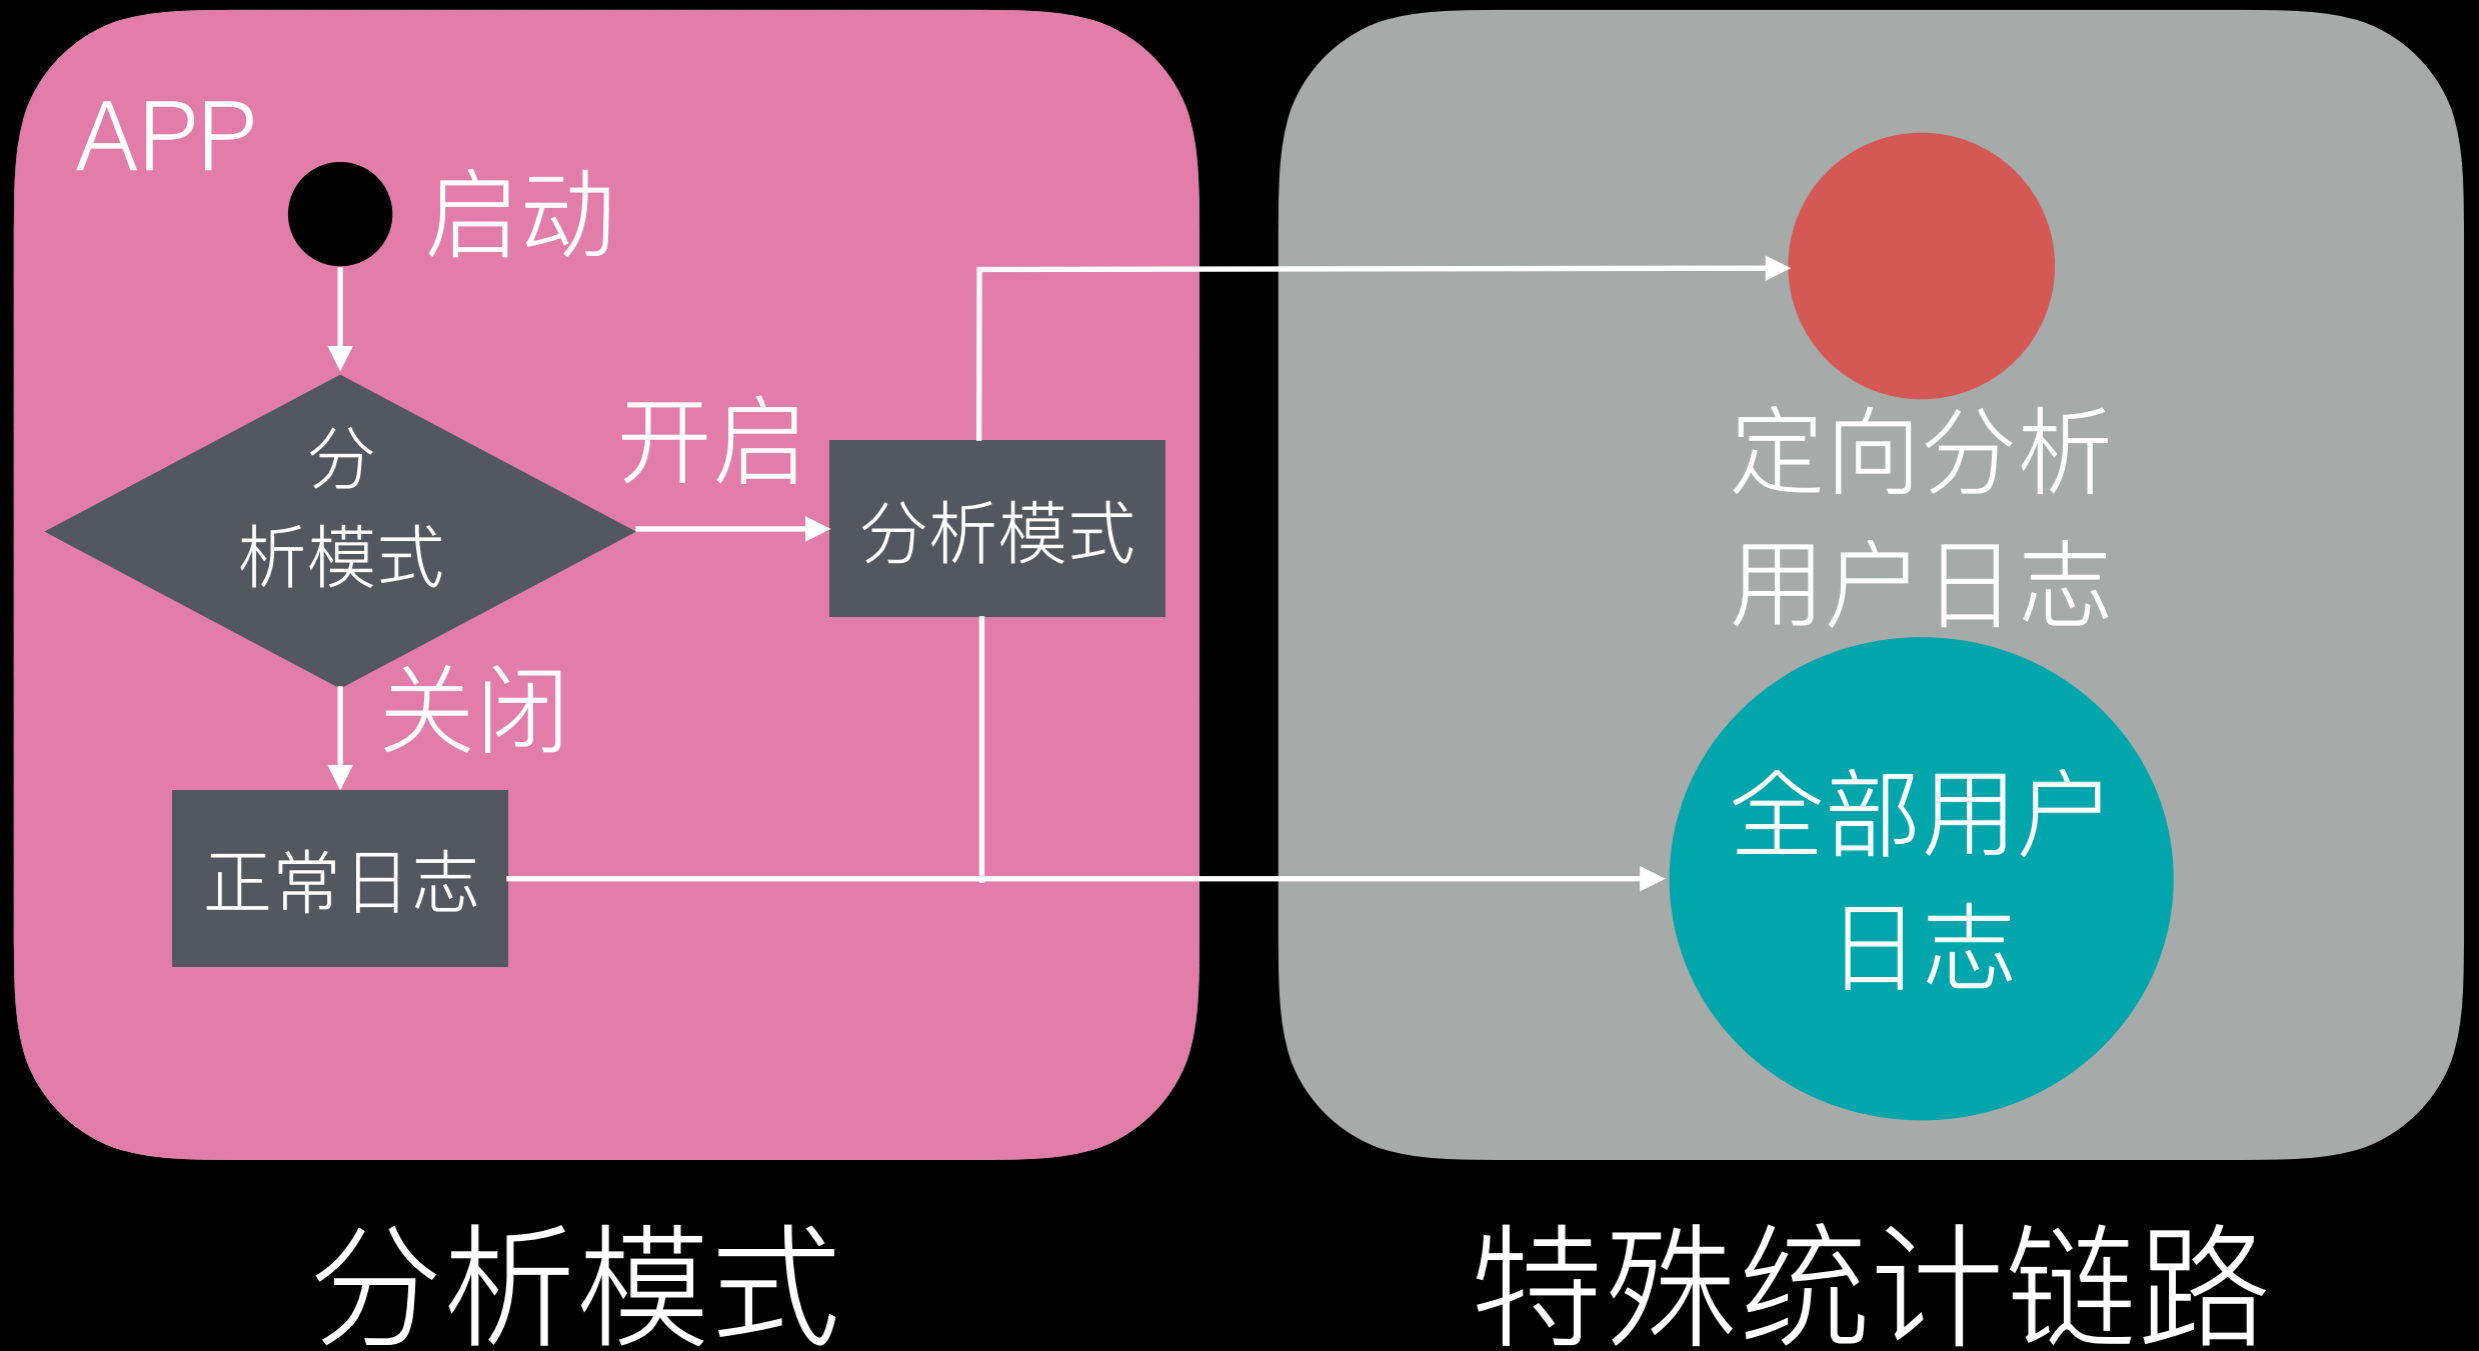 APP
启动
分
析模式
开启
分析模式
关闭
正常日志
定向分析
用户日志
全部用户
日志
分析模式
特殊统计链路